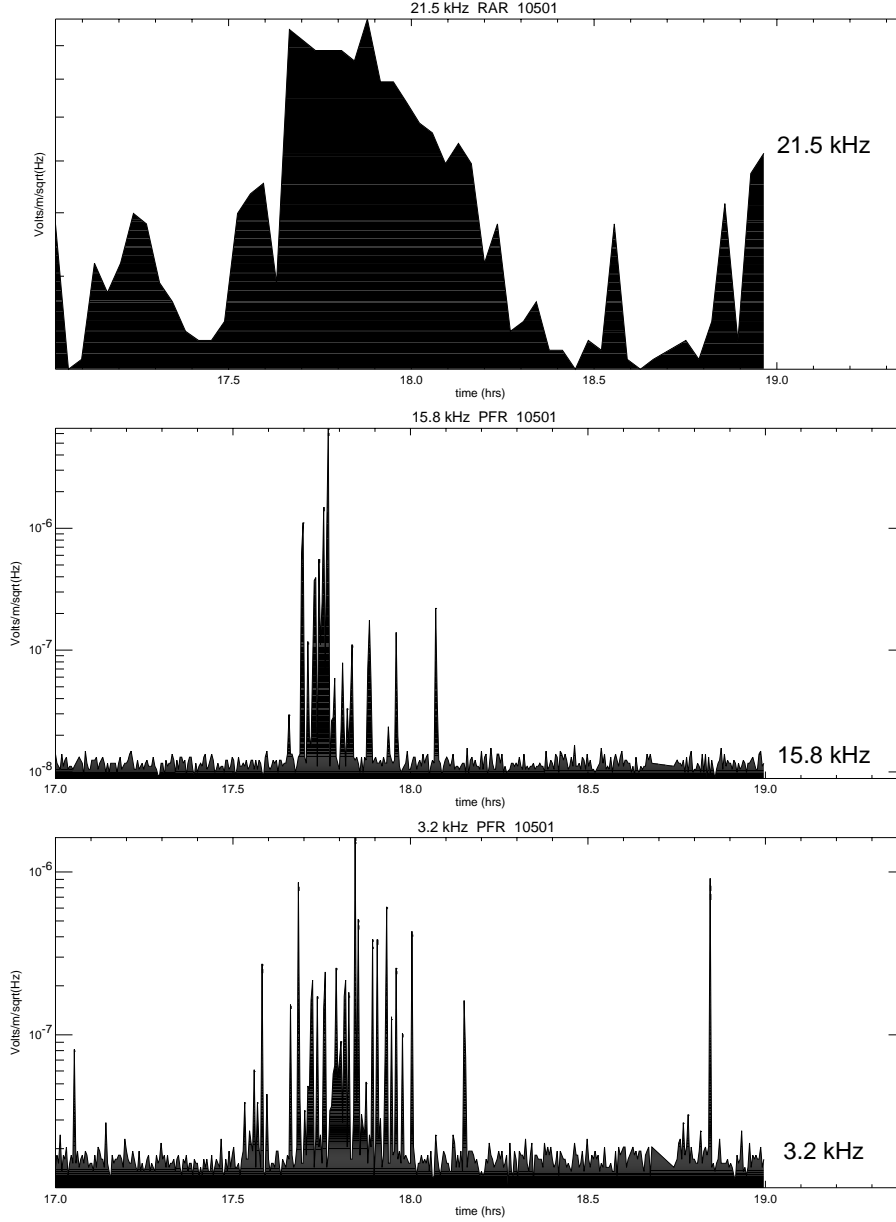 21.5 kHz RAR 10501
Volts/m/sqrt(Hz)
21.5 kHz
17.5 18.0 18.5 19.0
time (hrs)
15.8 kHz PFR 10501
10-6
Volts/m/sqrt(Hz)
10-7
15.8 kHz
10-8
17.0 17.5 18.0 18.5 19.0
time (hrs)
3.2 kHz PFR 10501
10-6
Volts/m/sqrt(Hz)
10-7
3.2 kHz
17.0 17.5 18.0 18.5 19.0
time (hrs)